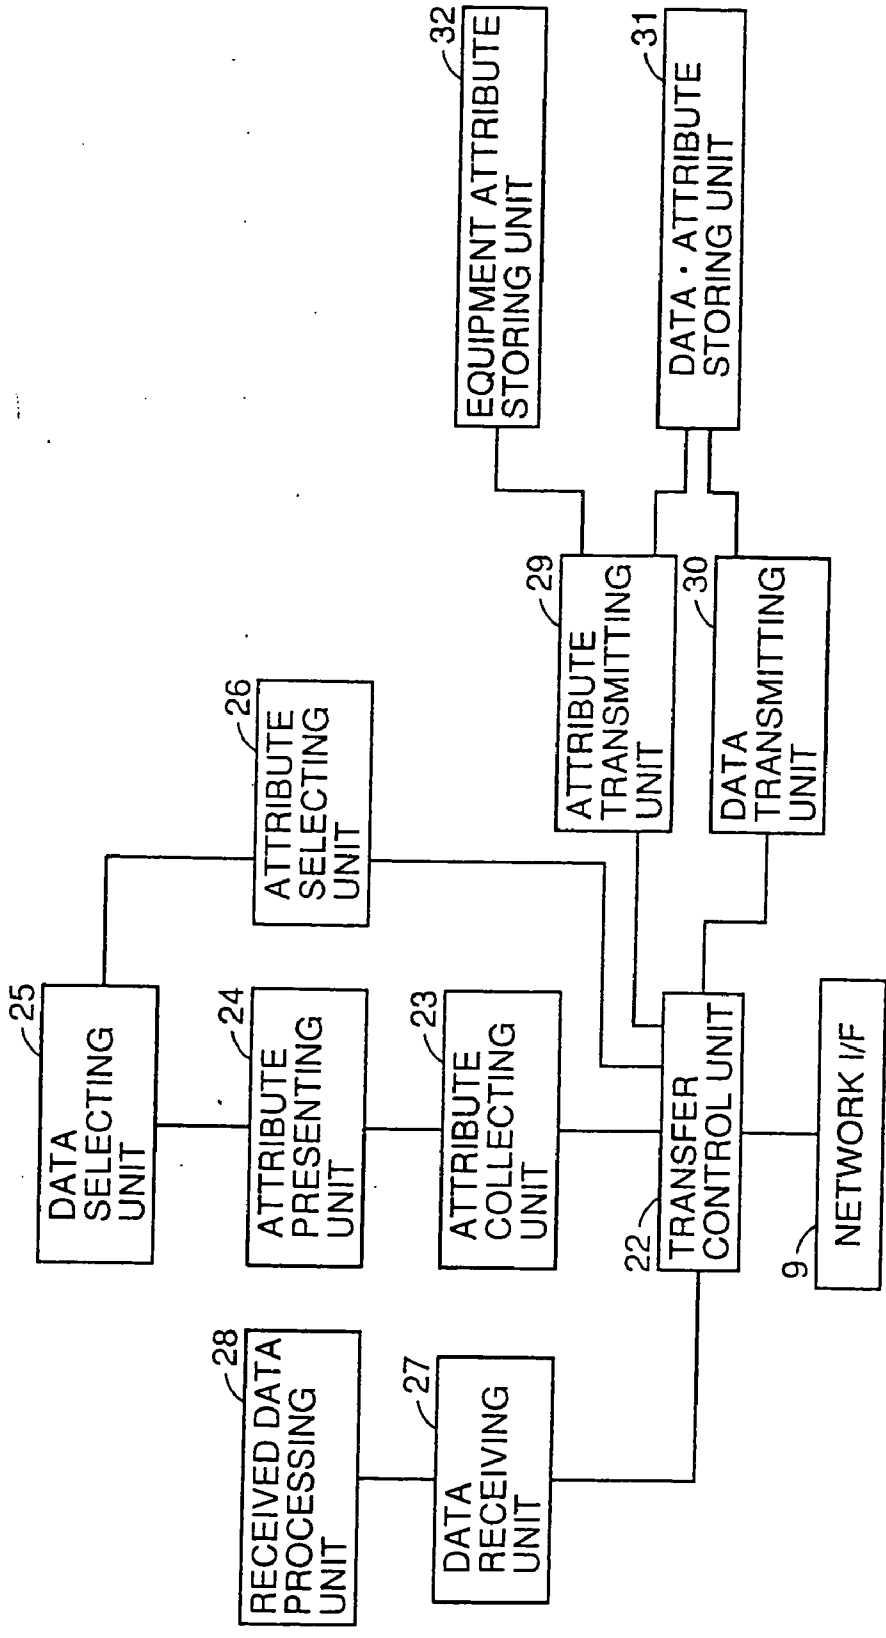 25
DATA
SELECTING
UNIT
28
RECEIVED DATA
PROCESSING
UNIT
24
ATTRIBUTE
PRESENTING
UNIT
26
ATTRIBUTE
SELECTING
UNIT
27
DATA
RECEIVING
UNIT
23
ATTRIBUTE
COLLECTING
UNIT
32
EQUIPMENT ATTRIBUTE
STORING UNIT
29
ATTRIBUTE
TRANSMITTING
UNIT
22
TRANSFER
CONTROL UNIT
30
DATA
TRANSMITTING
UNIT
31
DATA · ATTRIBUTE
STORING UNIT
9
NETWORK I/F